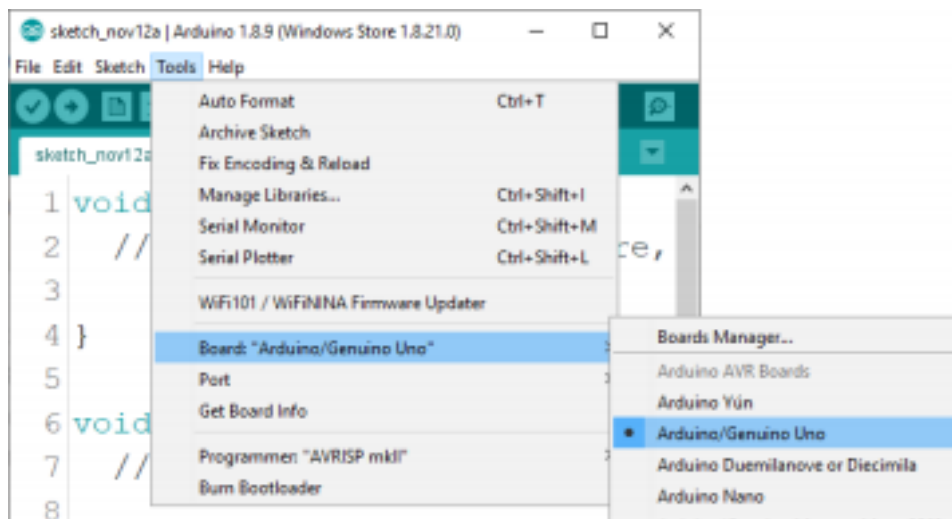 sketch_nov12a | Arduino 1.8.9 (Windows Store 1.8.21.0)
File Edit Sketch Tools Help
sketch_nov12a
Auto Format Ctrl+T
Archive Sketch
Fix Encoding & Reload
Manage Libraries... Ctrl+Shift+I
Serial Monitor Ctrl+Shift+M
Serial Plotter Ctrl+Shift+L
WiFi101 / WiFiNINA Firmware Updater
Board: "Arduino/Genuino Uno"
Port
Get Board Info
Programmer: "AVRISP mkII"
Burn Bootloader
Boards Manager...
Arduino AVR Boards
Arduino Yún
Arduino/Genuino Uno
Arduino Duemilanove or Diecimila
Arduino Nano
1 void
2 //
3
4 }
5
6 void
7 //
8